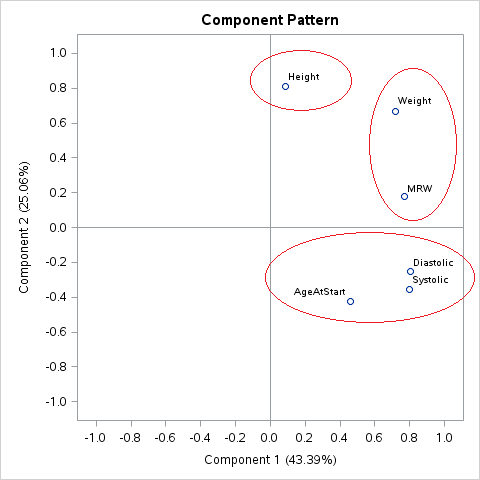 Component Pattern
1.0
0.8
0.6
0.4
0.2
0.0
-0.2
-0.4
-0.6
-0.8
-1.0
Component 2 (25.06%)
Height
Weight
MRW
Diastolic
Systolic
AgeAtStart
-1.0 -0.8 -0.6 -0.4 -0.2 0.0 0.2 0.4 0.6 0.8 1.0
Component 1 (43.39%)